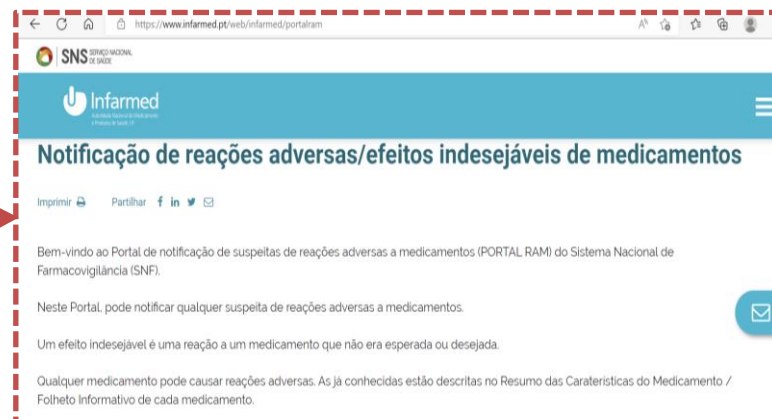 https://www.infarmed.pt/web/infarmed/portalram
SNS SERVIÇO NACIONAL
DE SAÚDE
Infarmed
Notificação de reações adversas/efeitos indesejáveis de medicamentos
Imprimir Partilhar
Bem-vindo ao Portal de notificação de suspeitas de reações adversas a medicamentos (PORTAL RAM) do Sistema Nacional de
Farmacovigilância (SNF).
Neste Portal, pode notificar qualquer suspeita de reações adversas a medicamentos.
Um efeito indesejável é uma reação a um medicamento que não era esperada ou desejada.
Qualquer medicamento pode causar reações adversas. As já conhecidas estão descritas no Resumo das Caraterísticas do Medicamento /
Folheto Informativo de cada medicamento.